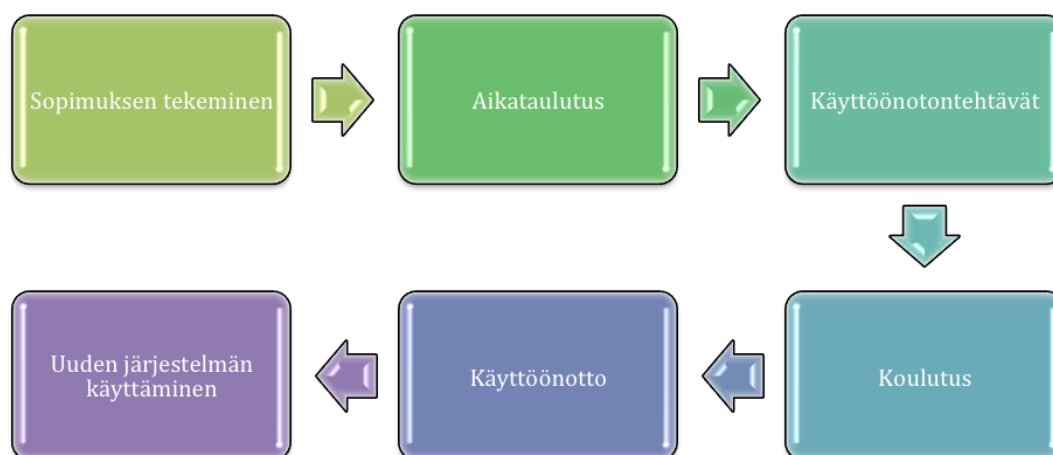 Sopimuksen tekeminen
Aikataulutus
Käyttöönotontehtävät
Koulutus
Käyttöönotto
Uuden järjestelmän
käyttäminen